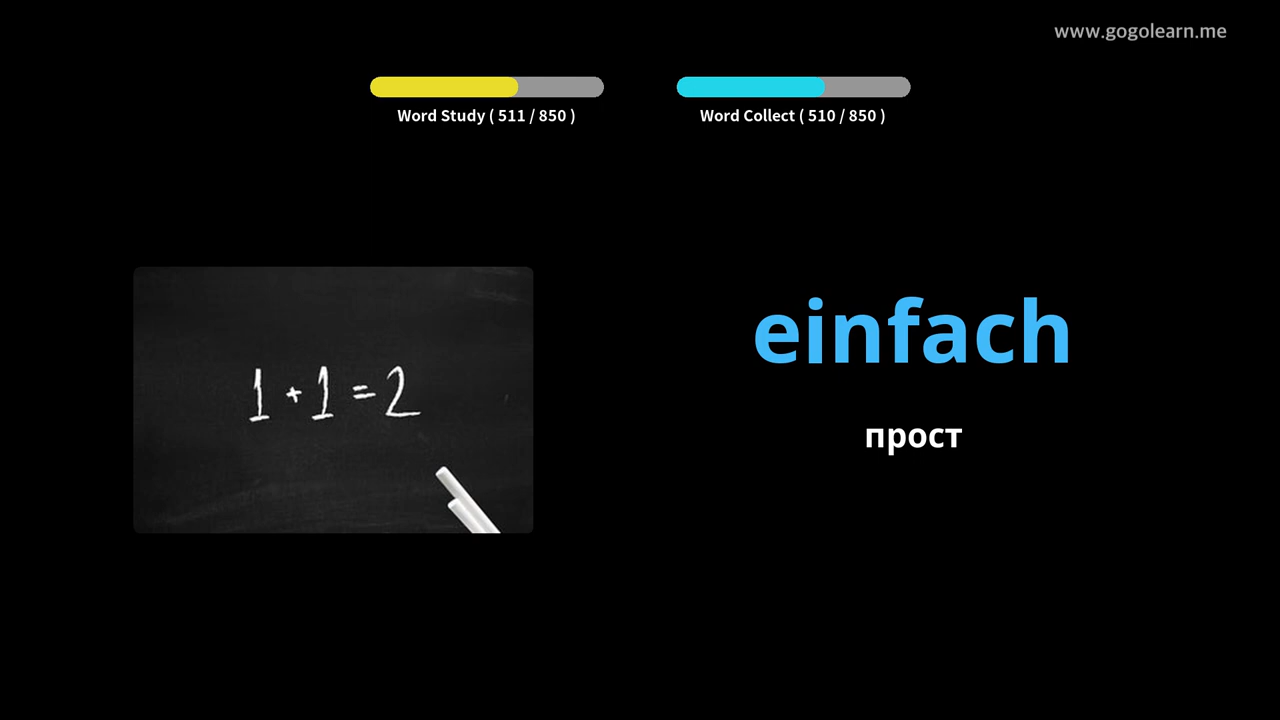 www.gogolearn.me
Word Study ( 511 / 850 )
Word Collect ( 510 / 850 )
1 + 1 = 2
einfach
прост